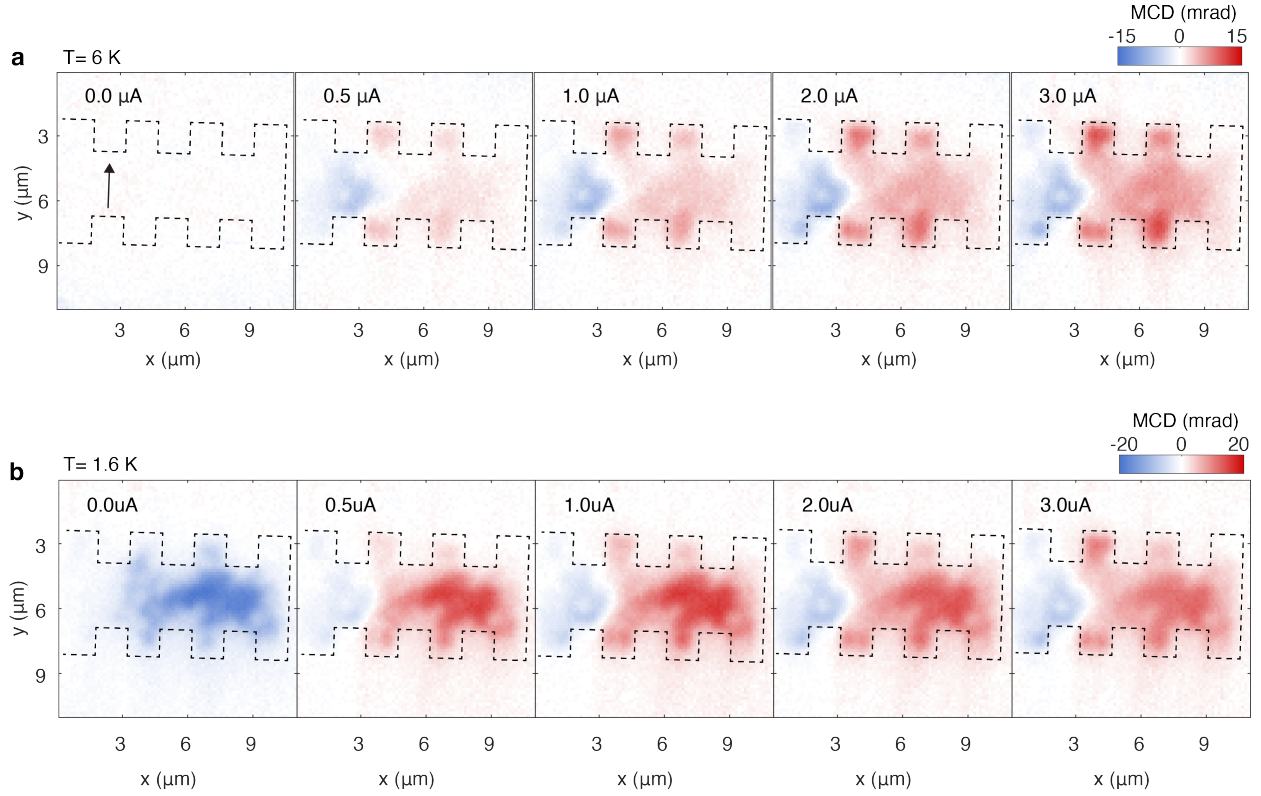 MCD (mrad)
-15 0 15
a
T= 6 K
0.0 µA 0.5 µA 1.0 µA 2.0 µA 3.0 µA
3
6
9
y (µm)
3 6 9 3 6 9 3 6 9 3 6 9 3 6 9
x (µm) x (µm) x (µm) x (µm) x (µm)
MCD (mrad)
-20 0 20
b
T= 1.6 K
0.0uA 0.5uA 1.0uA 2.0uA 3.0uA
3
6
9
y (µm)
3 6 9 3 6 9 3 6 9 3 6 9 3 6 9
x (µm) x (µm) x (µm) x (µm) x (µm)